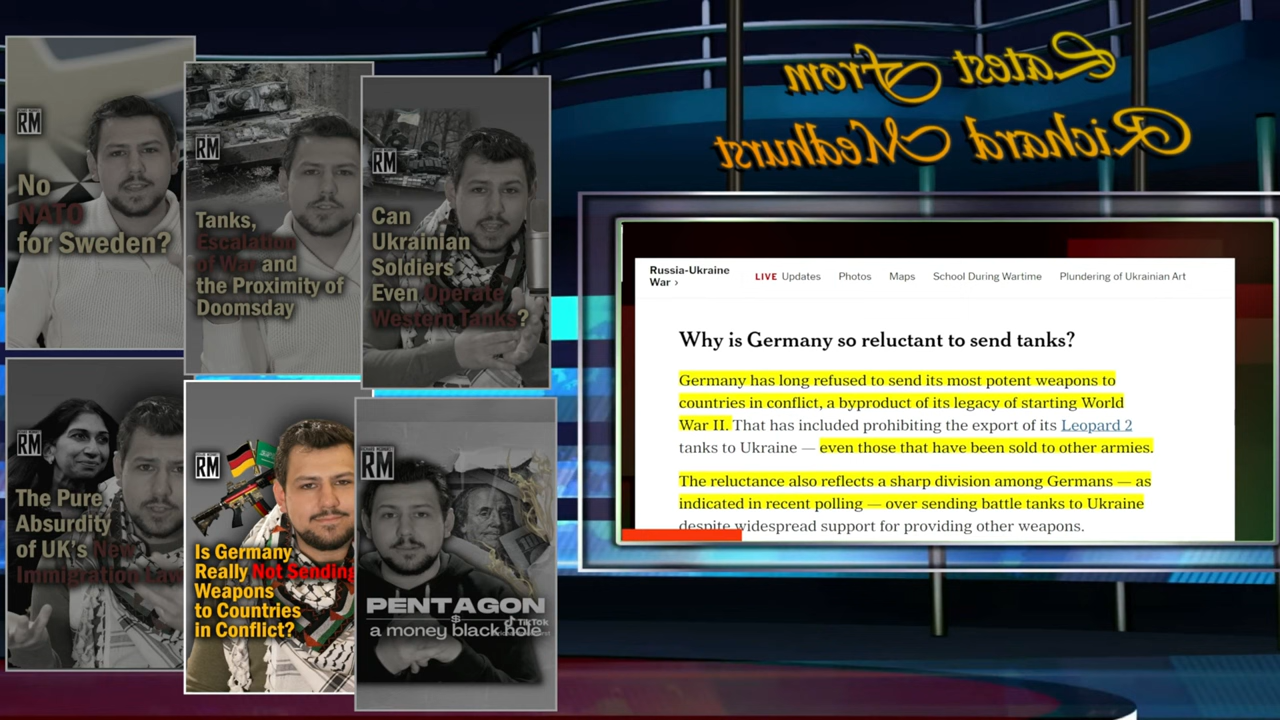 Latest From
Richard Medhurst
RM
No
NATO
for Sweden?
RM
Tanks,
Escalation
of War and
the Proximity of
Doomsday
RM
Can
Ukrainian
Soldiers
Even Operate
Western Tanks?
RM
The Pure
Absurdity
of UK's New
Immigration Law
RM
Is Germany
Really Not Sending
Weapons
to Countries
in Conflict?
RM
PENTAGON
$
a money black hole
TikTok
Russia-Ukraine
War ›
LIVE Updates Photos Maps School During Wartime Plundering of Ukrainian Art
Why is Germany so reluctant to send tanks?
Germany has long refused to send its most potent weapons to
countries in conflict, a byproduct of its legacy of starting World
War II. That has included prohibiting the export of its Leopard 2
tanks to Ukraine — even those that have been sold to other armies.
The reluctance also reflects a sharp division among Germans — as
indicated in recent polling — over sending battle tanks to Ukraine
despite widespread support for providing other weapons.